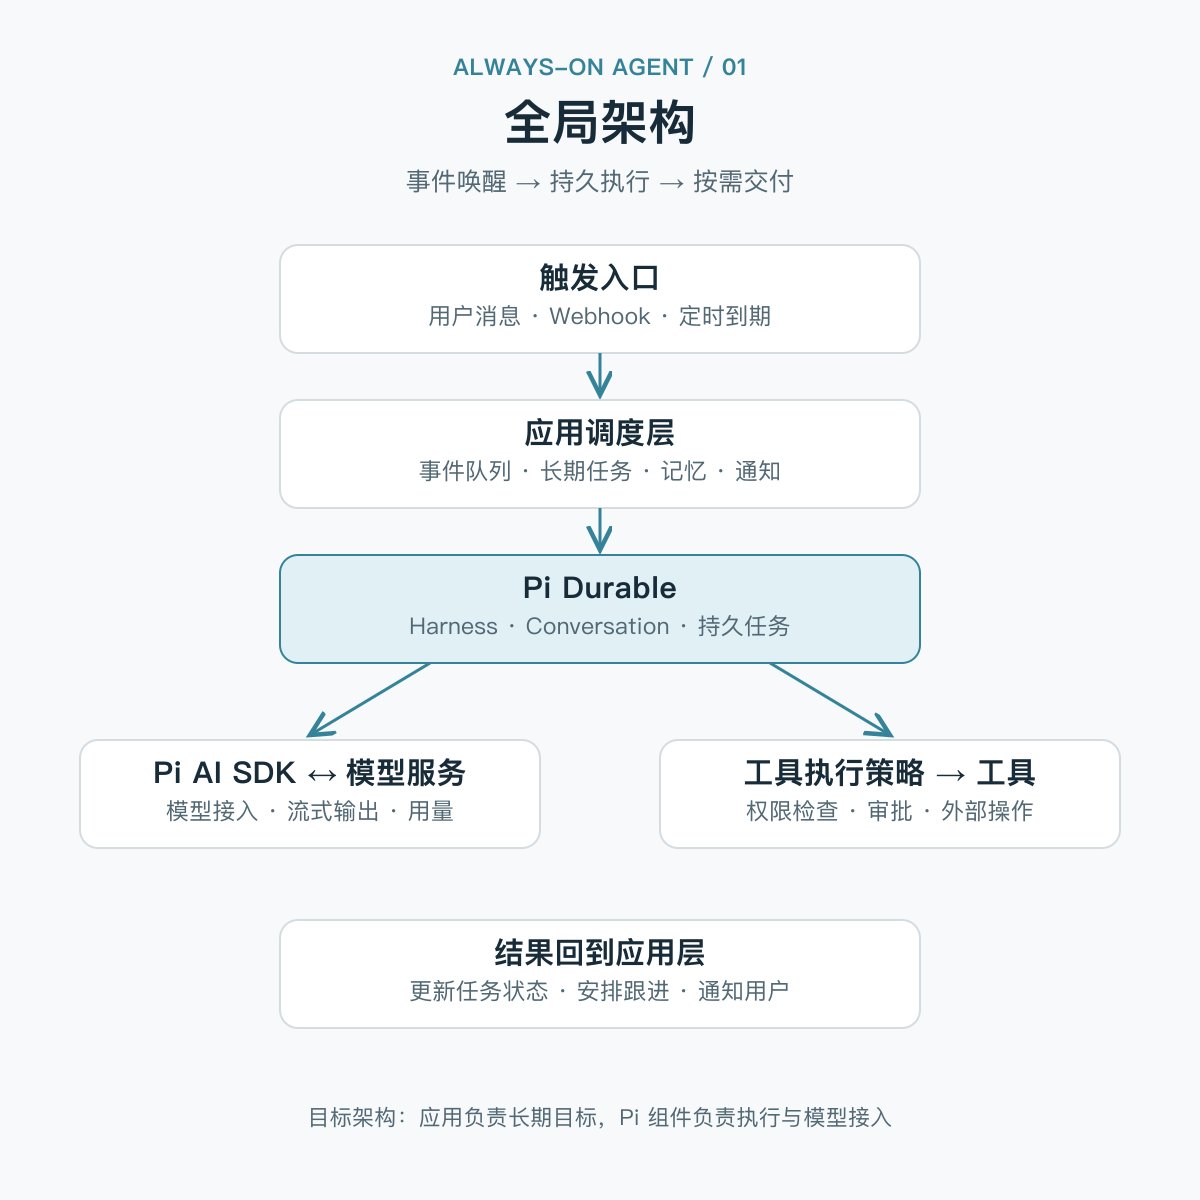 ALWAYS-ON AGENT / 01
全局架构
事件唤醒 → 持久执行 → 按需交付
触发入口
用户消息 · Webhook · 定时到期
应用调度层
事件队列 · 长期任务 · 记忆 · 通知
Pi Durable
Harness · Conversation · 持久任务
Pi AI SDK ↔ 模型服务
模型接入 · 流式输出 · 用量
工具执行策略 → 工具
权限检查 · 审批 · 外部操作
结果回到应用层
更新任务状态 · 安排跟进 · 通知用户
目标架构：应用负责长期目标，Pi 组件负责执行与模型接入